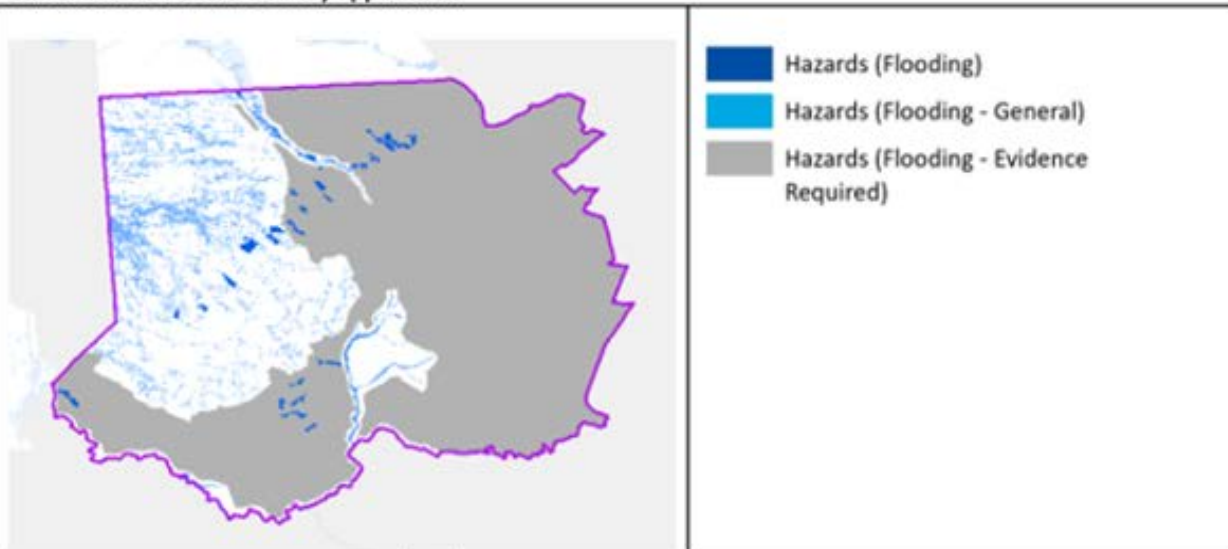 Hazards (Flooding)
Hazards (Flooding - General)
Hazards (Flooding - Evidence
Required)